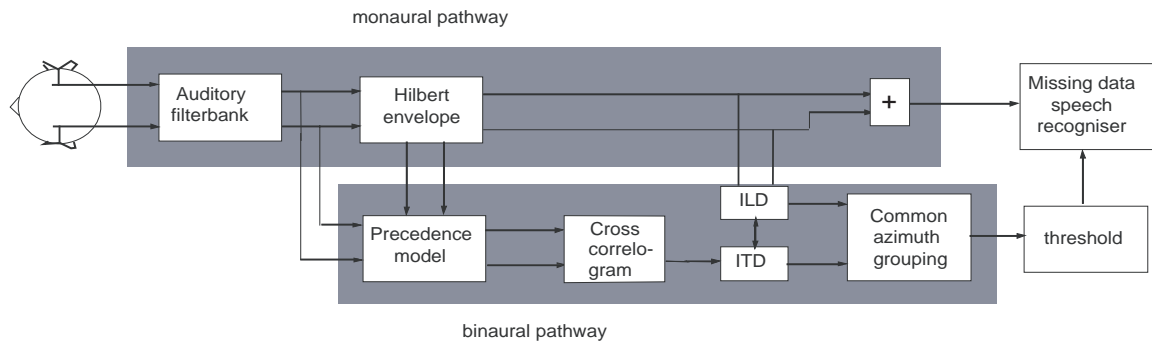 monaural pathway
Auditory
filterbank
Hilbert
envelope
+
Missing data
speech
recogniser
Precedence
model
Cross
correlo-
gram
ILD
ITD
Common
azimuth
grouping
threshold
binaural pathway